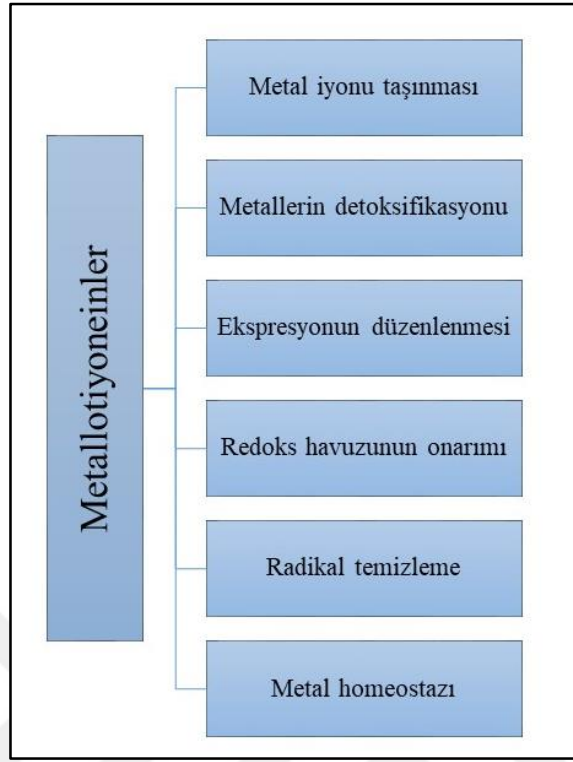 Metallotiyoneinler
Metal iyonu taşınması
Metallerin detoksifikasyonu
Ekspresyonun düzenlenmesi
Redoks havuzunun onarımı
Radikal temizleme
Metal homeostazı